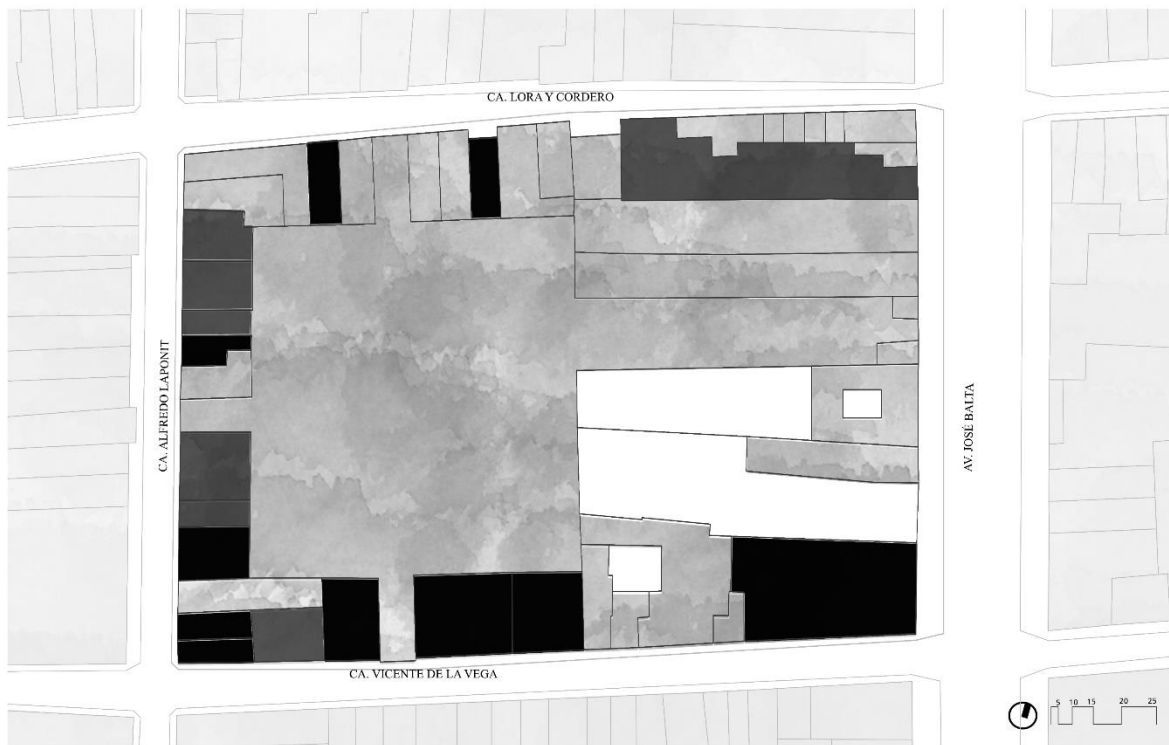 CA. LORA Y CORDERO
CA. ALFREDO LAPONIT
AV. JOSÉ BALTA
CA. VICENTE DE LA VEGA
5 10 15 20 25